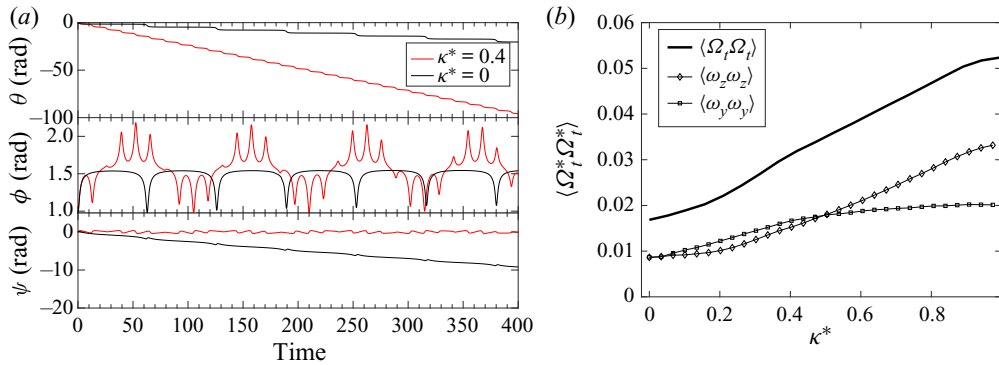 (a)
0
−50
−100
θ (rad)
κ* = 0.4
κ* = 0
2.0
1.5
1.0
ϕ (rad)
0
−10
−20
ψ (rad)
0 50 100 150 200 250 300 350 400
Time
(b)
0.06
0.05
0.04
0.03
0.02
0.01
0
⟨Ω*ₜΩ*ₜ⟩
⟨ΩₜΩₜ⟩
⟨ω_zω_z⟩
⟨ω_yω_y⟩
0 0.2 0.4 0.6 0.8
κ*